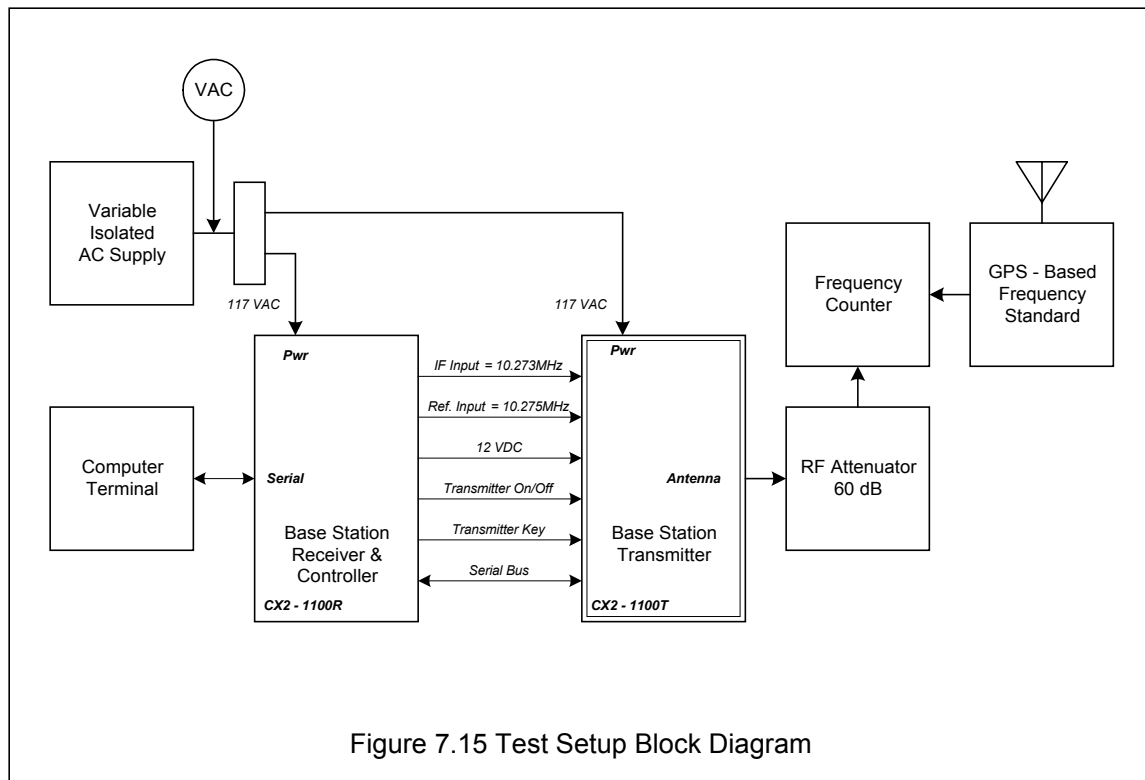 VAC
Variable
Isolated
AC Supply
117 VAC
117 VAC
Frequency
Counter
GPS - Based
Frequency
Standard
Pwr
Pwr
IF Input = 10.273MHz
Ref. Input = 10.275MHz
12 VDC
Transmitter On/Off
Transmitter Key
Serial Bus
Computer
Terminal
Serial
Base Station
Receiver &
Controller
CX2 - 1100R
Antenna
Base Station
Transmitter
CX2 - 1100T
RF Attenuator
60 dB
Figure 7.15 Test Setup Block Diagram